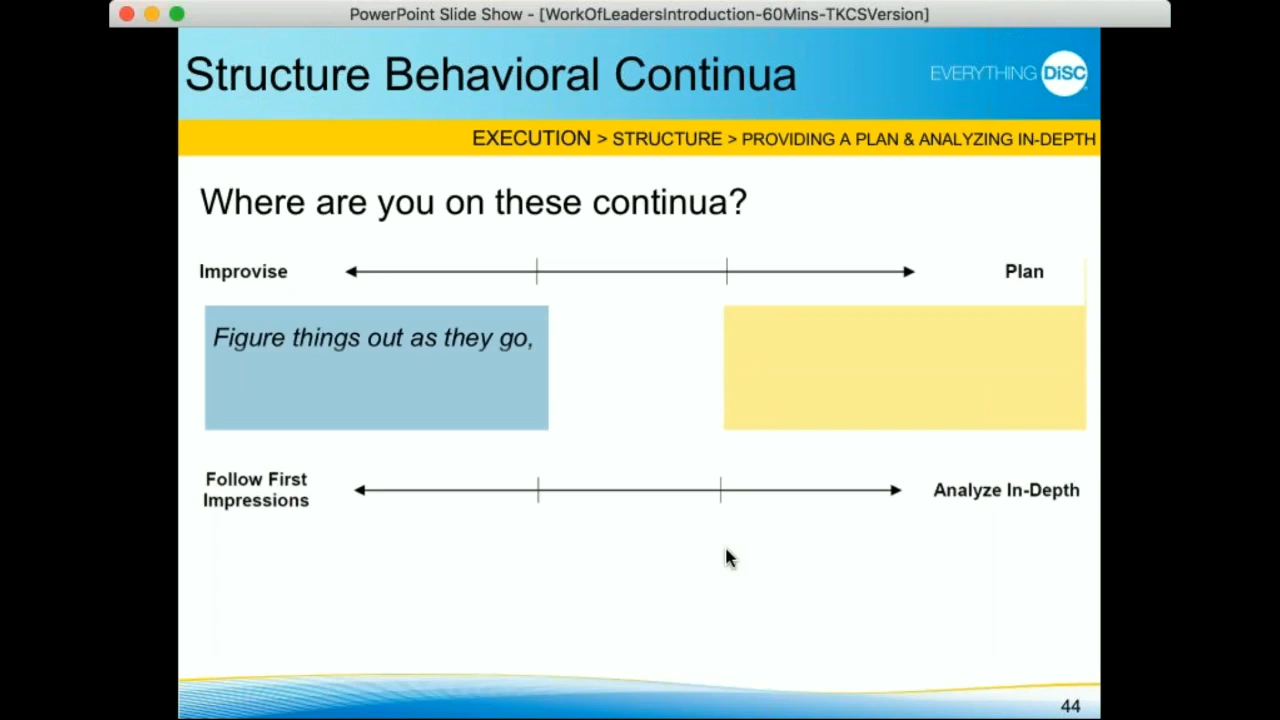 PowerPoint Slide Show - [WorkOfLeadersIntroduction-60Mins-TKCSVersion]
Structure Behavioral Continua
EVERYTHING DiSC
EXECUTION > STRUCTURE > PROVIDING A PLAN & ANALYZING IN-DEPTH
Where are you on these continua?
Improvise
Plan
Figure things out as they go,
Follow First
Impressions
Analyze In-Depth
44